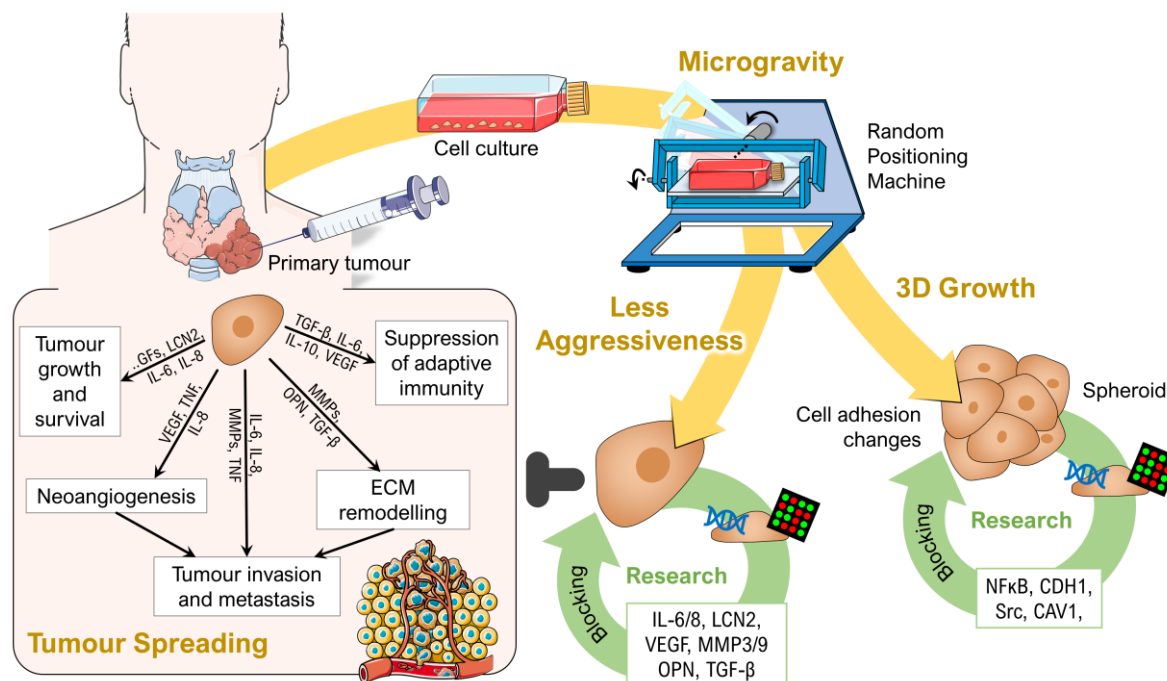 Microgravity
Cell culture
Random
Positioning
Machine
Primary tumour
Less
Aggressiveness
3D Growth
Tumour
growth
and
survival
..GFs, LCN2
IL-6, IL-8
TGF-β, IL-6,
IL-10, VEGF
Suppression
of adaptive
immunity
VEGF, TNF,
IL-8
IL-6, IL-8,
MMPs, TNF
MMPs,
OPN, TGF-β
Neoangiogenesis
ECM
remodelling
Tumour invasion
and metastasis
Tumour Spreading
Blocking
Research
IL-6/8, LCN2,
VEGF, MMP3/9
OPN, TGF-β
Cell adhesion
changes
Spheroid
Blocking
Research
NFκB, CDH1,
Src, CAV1,